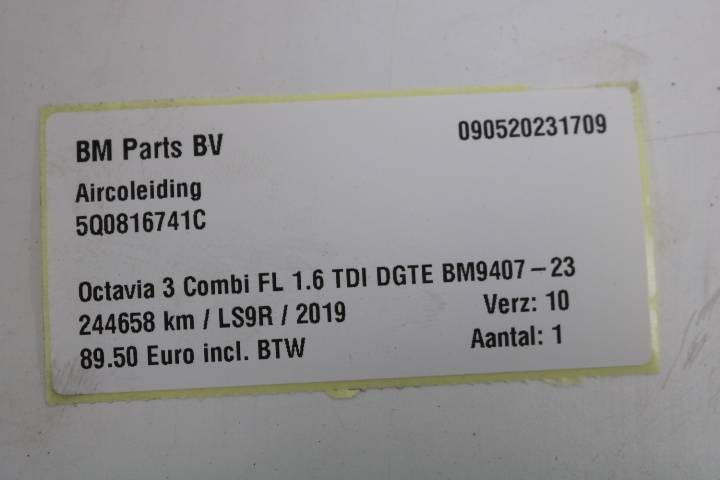 BM Parts BV 090520231709
Aircoleiding
5Q0816741C
Octavia 3 Combi FL 1.6 TDI DGTE BM9407 – 23
244658 km / LS9R / 2019 Verz: 10
89.50 Euro incl. BTW Aantal: 1